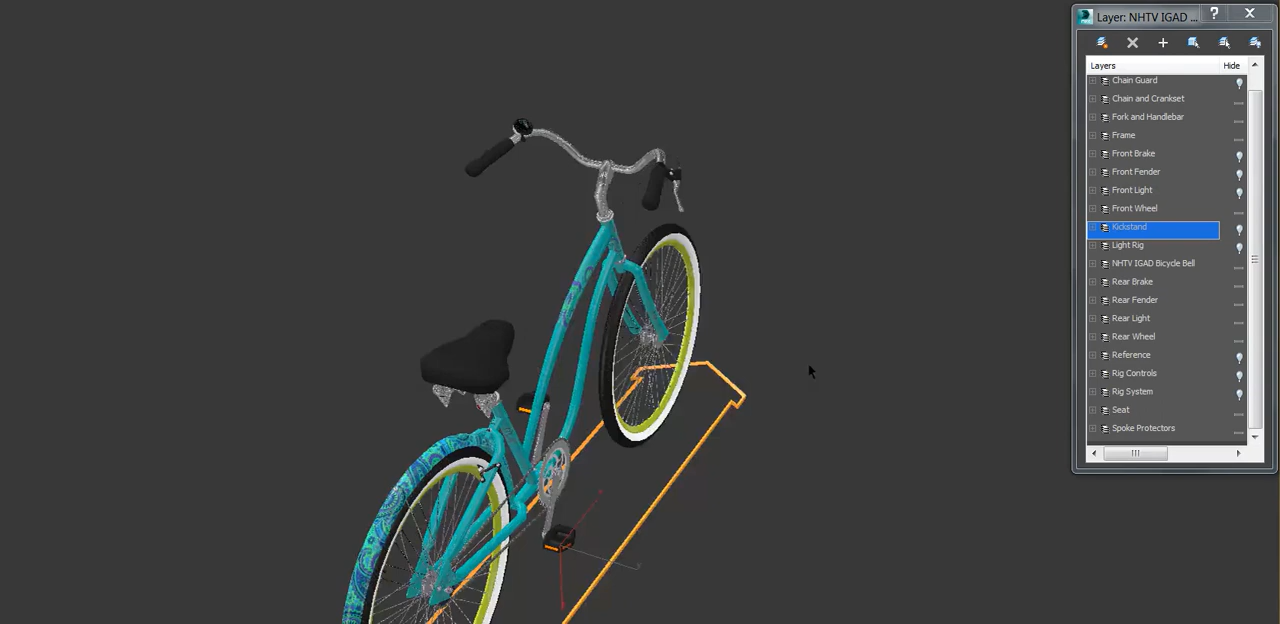 Layer: NHTV IGAD ...
Layers Hide
Chain Guard
Chain and Crankset
Fork and Handlebar
Frame
Front Brake
Front Fender
Front Light
Front Wheel
Kickstand
Light Rig
NHTV IGAD Bicycle Bell
Rear Brake
Rear Fender
Rear Light
Rear Wheel
Reference
Rig Controls
Rig System
Seat
Spoke Protectors